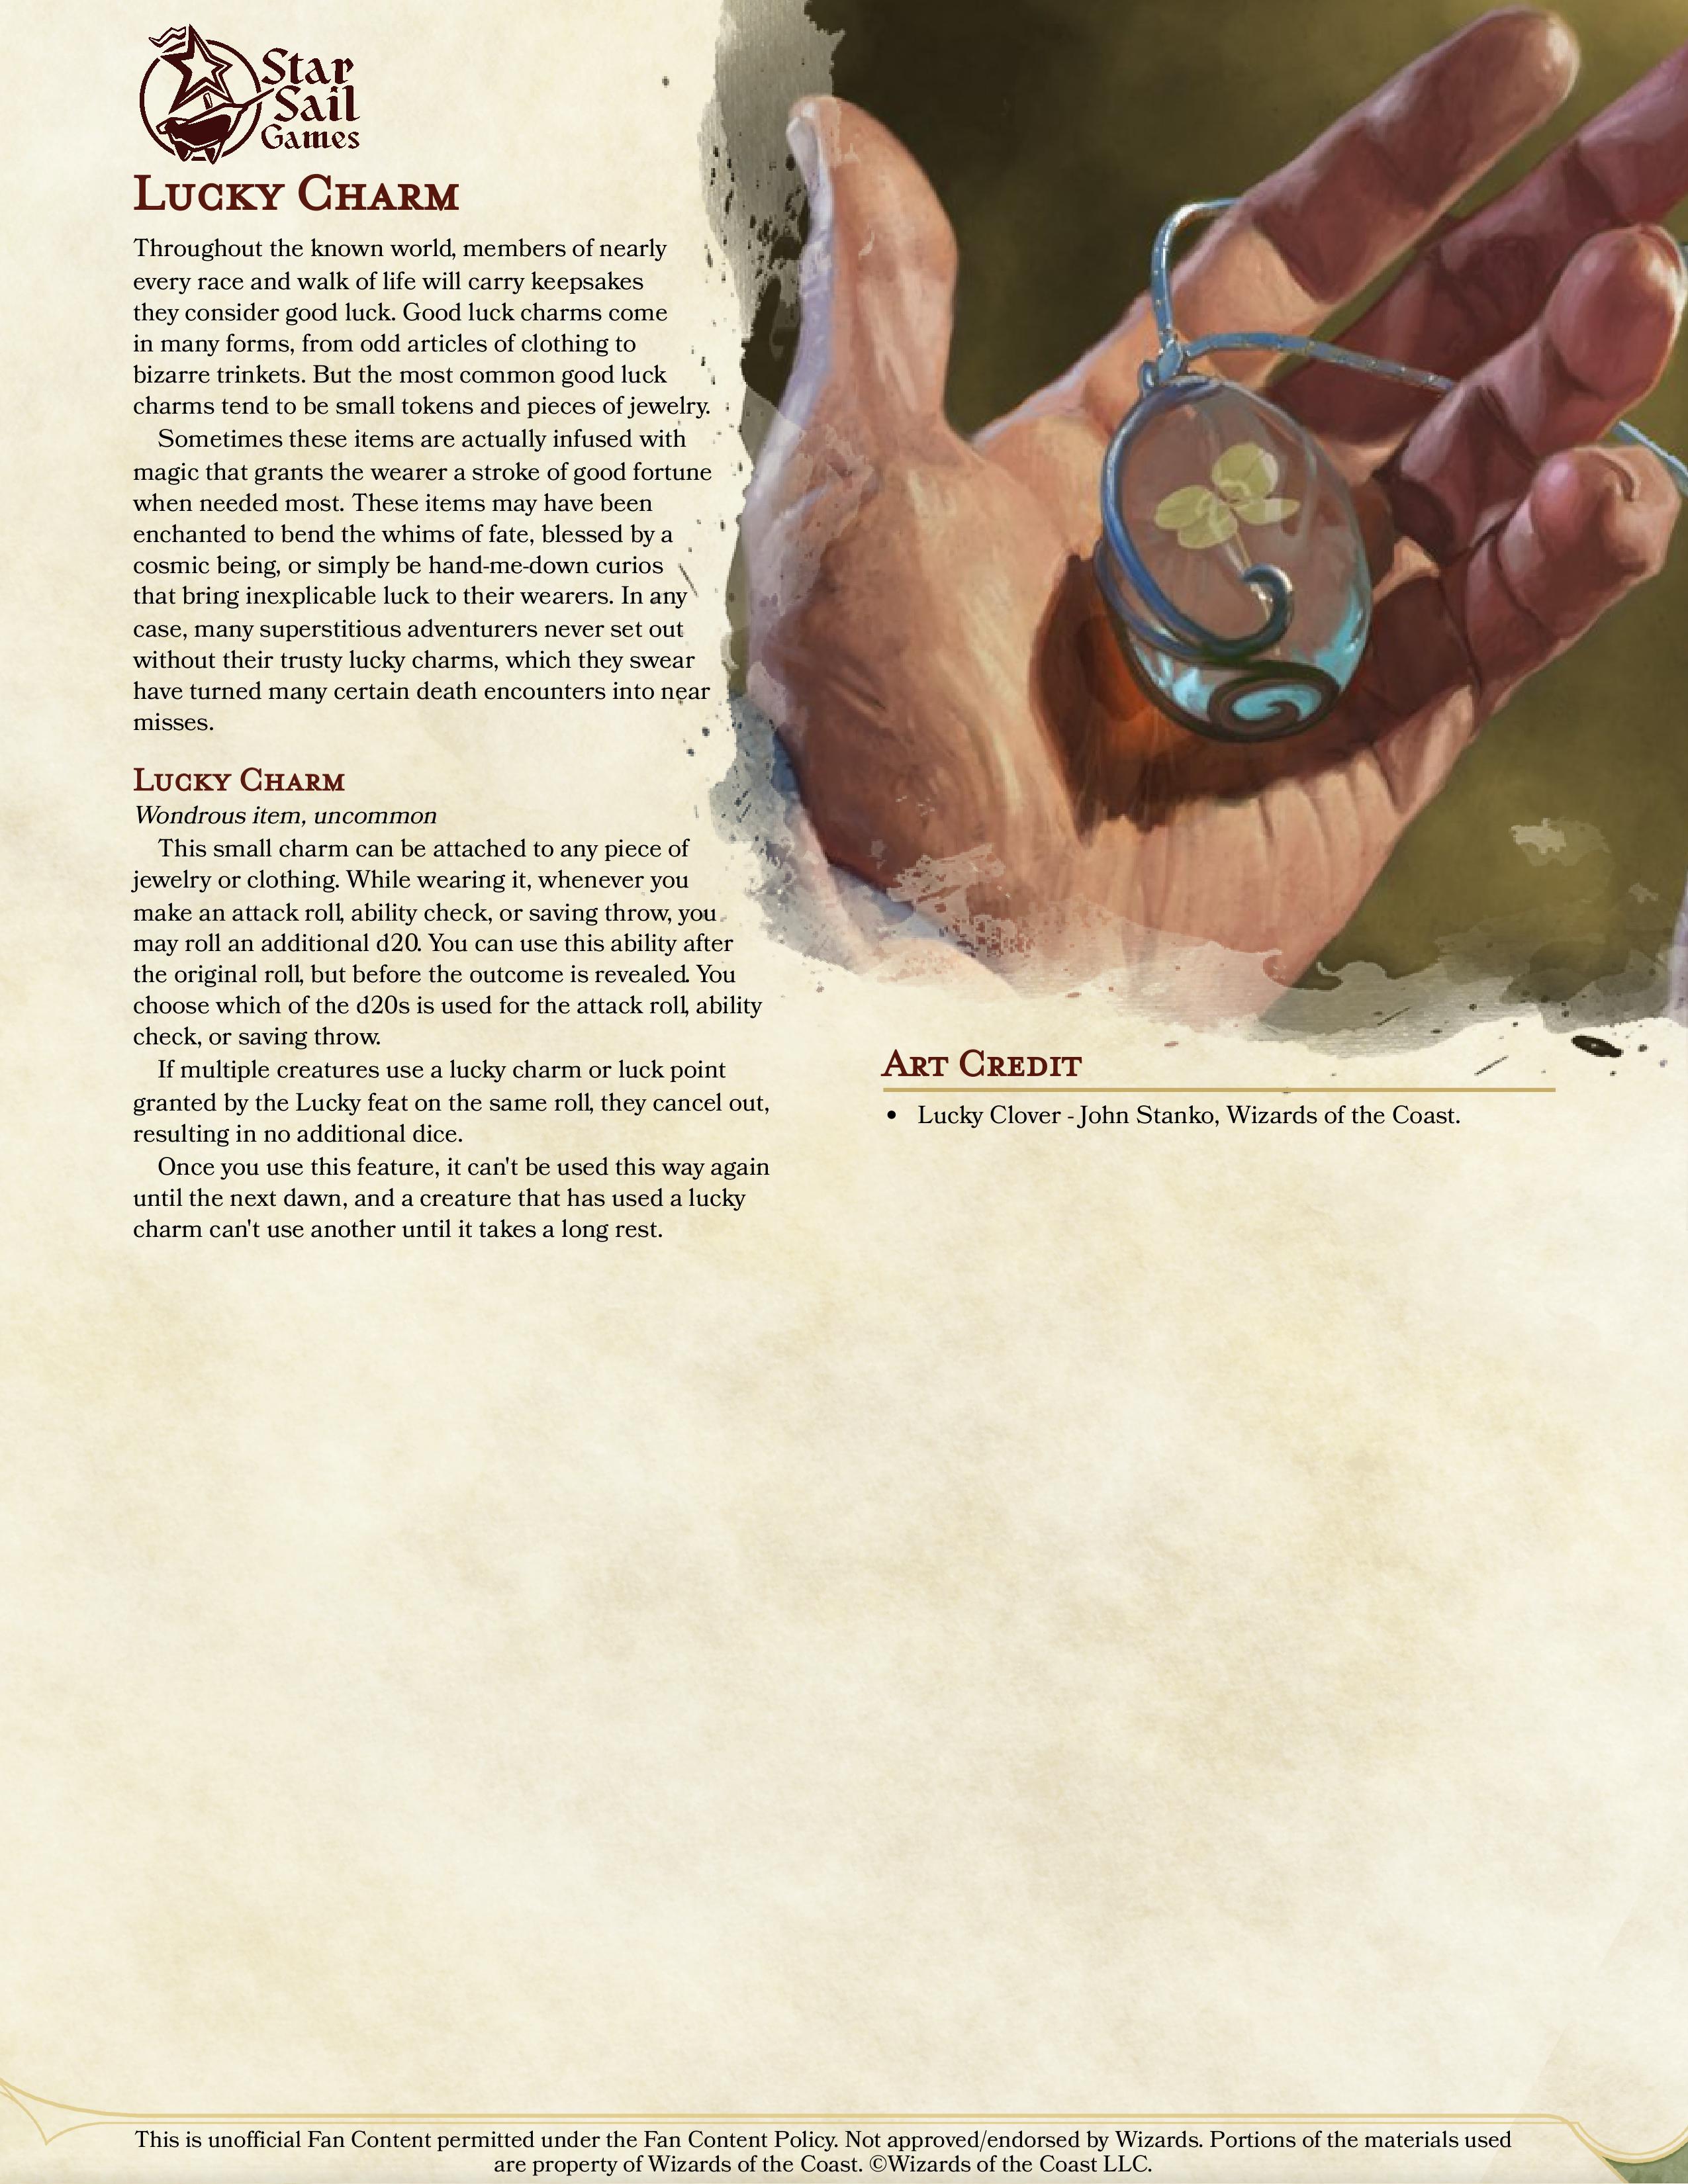 Star
Sail
Games
Lucky Charm
Throughout the known world, members of nearly
every race and walk of life will carry keepsakes
they consider good luck. Good luck charms come
in many forms, from odd articles of clothing to
bizarre trinkets. But the most common good luck
charms tend to be small tokens and pieces of jewelry.
Sometimes these items are actually infused with
magic that grants the wearer a stroke of good fortune
when needed most. These items may have been
enchanted to bend the whims of fate, blessed by a
cosmic being, or simply be hand-me-down curios
that bring inexplicable luck to their wearers. In any
case, many superstitious adventurers never set out
without their trusty lucky charms, which they swear
have turned many certain death encounters into near
misses.
Lucky Charm
Wondrous item, uncommon
This small charm can be attached to any piece of
jewelry or clothing. While wearing it, whenever you
make an attack roll, ability check, or saving throw, you
may roll an additional d20. You can use this ability after
the original roll, but before the outcome is revealed. You
choose which of the d20s is used for the attack roll, ability
check, or saving throw.
If multiple creatures use a lucky charm or luck point
granted by the Lucky feat on the same roll, they cancel out,
resulting in no additional dice.
Once you use this feature, it can't be used this way again
until the next dawn, and a creature that has used a lucky
charm can't use another until it takes a long rest.
Art Credit
• Lucky Clover - John Stanko, Wizards of the Coast.
This is unofficial Fan Content permitted under the Fan Content Policy. Not approved/endorsed by Wizards. Portions of the materials used
are property of Wizards of the Coast. ©Wizards of the Coast LLC.